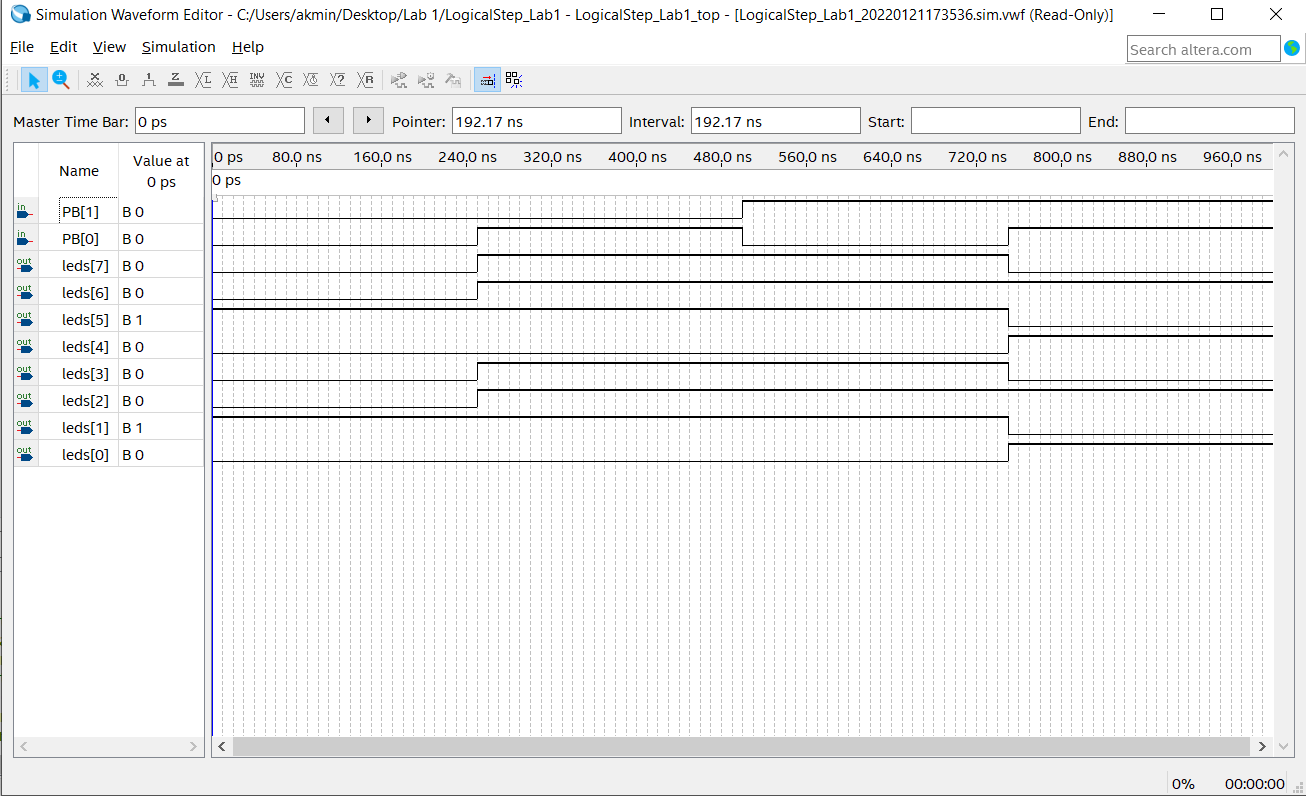 Simulation Waveform Editor - C:/Users/akmin/Desktop/Lab 1/LogicalStep_Lab1 - LogicalStep_Lab1_top - [LogicalStep_Lab1_20220121173536.sim.vwf (Read-Only)]
File Edit View Simulation Help
Search altera.com
Master Time Bar: 0 ps Pointer: 192.17 ns Interval: 192.17 ns Start: End:
Name Value at 0 ps
0 ps 80.0 ns 160.0 ns 240.0 ns 320.0 ns 400.0 ns 480.0 ns 560.0 ns 640.0 ns 720.0 ns 800.0 ns 880.0 ns 960.0 ns
0 ps
in PB[1] B 0
in PB[0] B 0
out leds[7] B 0
out leds[6] B 0
out leds[5] B 1
out leds[4] B 0
out leds[3] B 0
out leds[2] B 0
out leds[1] B 1
out leds[0] B 0
0% 00:00:00